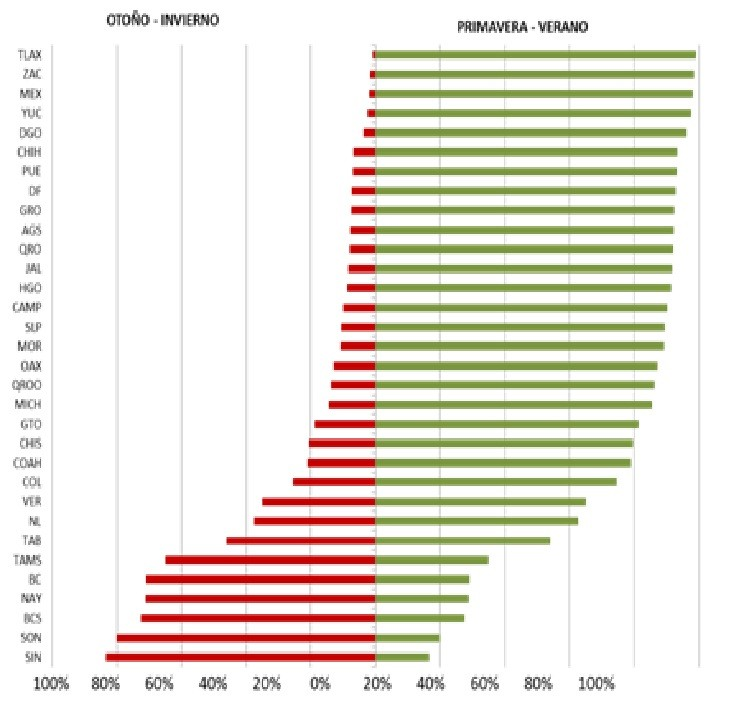 OTOÑO - INVIERNO
PRIMAVERA - VERANO
TLAX
ZAC
MEX
YUC
DGO
CHIH
PUE
DF
GRO
AGS
QRO
JAL
HGO
CAMP
SLP
MOR
OAX
QROO
MICH
GTO
CHIS
COAH
COL
VER
NL
TAB
TAMS
BC
NAY
BCS
SON
SIN
100% 80% 60% 40% 20% 0% 20% 40% 60% 80% 100%